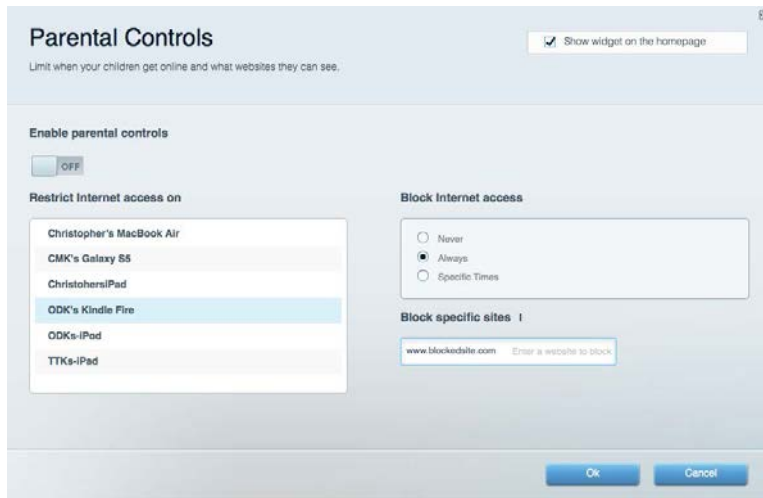 Parental Controls
Show widget on the homepage
Limit when your children get online and what websites they can see.
Enable parental controls
OFF
Restrict Internet access on
Block Internet access
Christopher's MacBook Air
CMK's Galaxy S5
ChristohersiPad
ODK's Kindle Fire
ODKs-iPod
TTKs-iPad
Never
Always
Specific Times
Block specific sites
www.blockedsite.com Enter a website to block
Ok Cancel